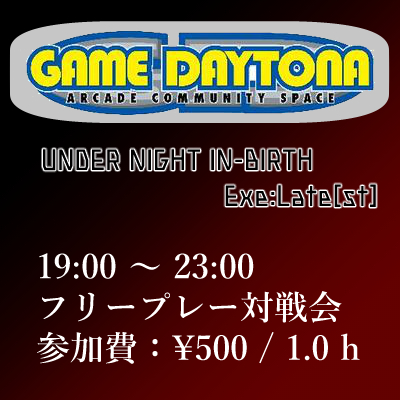 GAME DAYTONA
ARCADE COMMUNITY SPACE
UNDER NIGHT IN-BIRTH
Exe:Late[st]
19:00 ～ 23:00
フリープレー対戦会
参加費：¥500 / 1.0 h